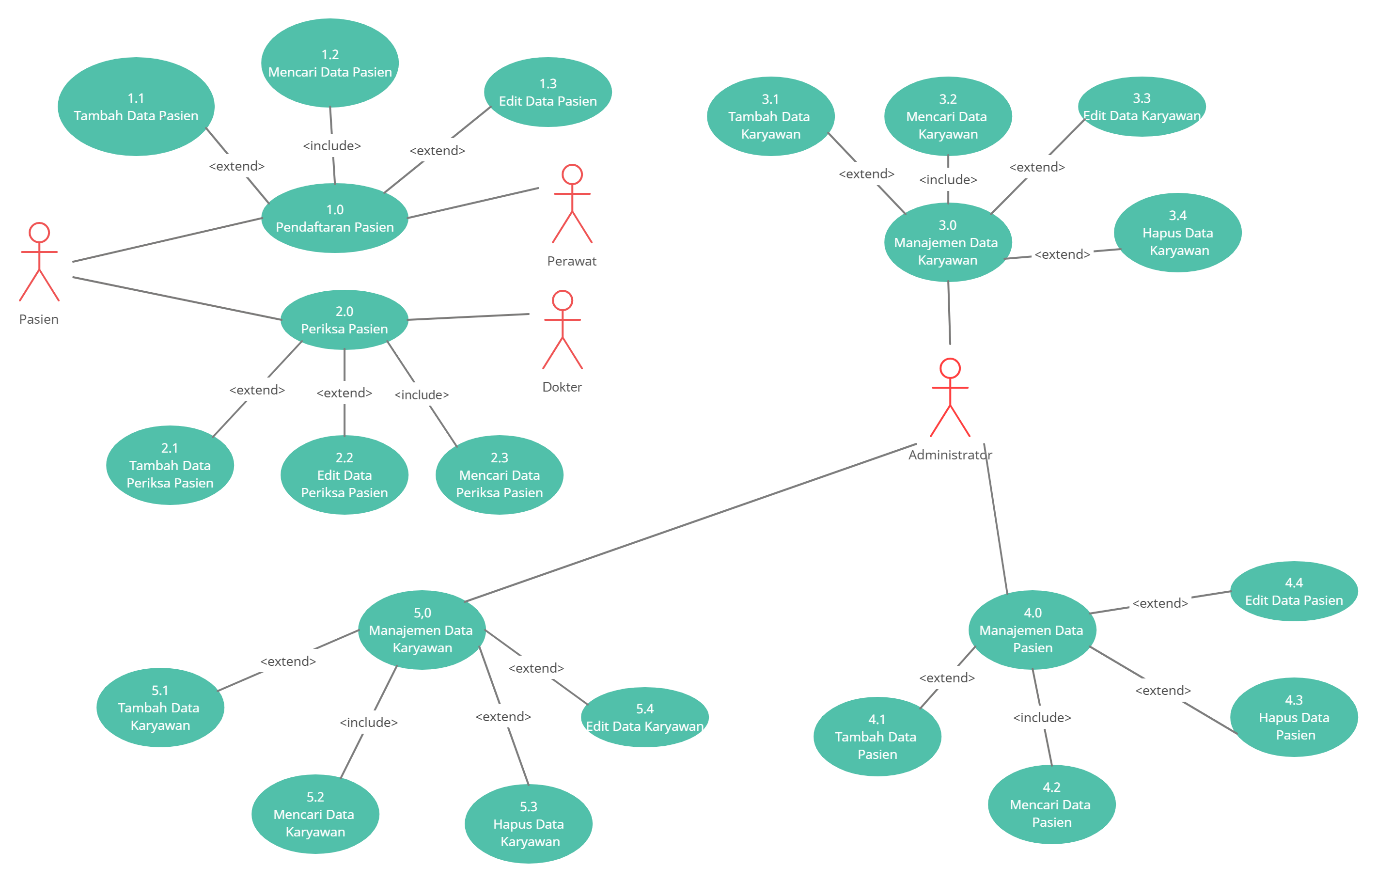 1.1
Tambah Data Pasien
1.2
Mencari Data Pasien
1.3
Edit Data Pasien
<extend>
<include>
<extend>
1.0
Pendaftaran Pasien
Pasien
Perawat
2.0
Periksa Pasien
Dokter
<extend>
<extend>
<include>
2.1
Tambah Data
Periksa Pasien
2.2
Edit Data
Periksa Pasien
2.3
Mencari Data
Periksa Pasien
3.1
Tambah Data
Karyawan
3.2
Mencari Data
Karyawan
3.3
Edit Data Karyawan
<extend>
<include>
<extend>
3.0
Manajemen Data
Karyawan
<extend>
3.4
Hapus Data
Karyawan
Administrator
5,0
Manajemen Data
Karyawan
<extend>
<include>
<extend>
<extend>
5.1
Tambah Data
Karyawan
5.2
Mencari Data
Karyawan
5.3
Hapus Data
Karyawan
5.4
Edit Data Karyawan
4.0
Manajemen Data
Pasien
<extend>
<extend>
<include>
<extend>
4.4
Edit Data Pasien
4.1
Tambah Data
Pasien
4.2
Mencari Data
Pasien
4.3
Hapus Data
Pasien